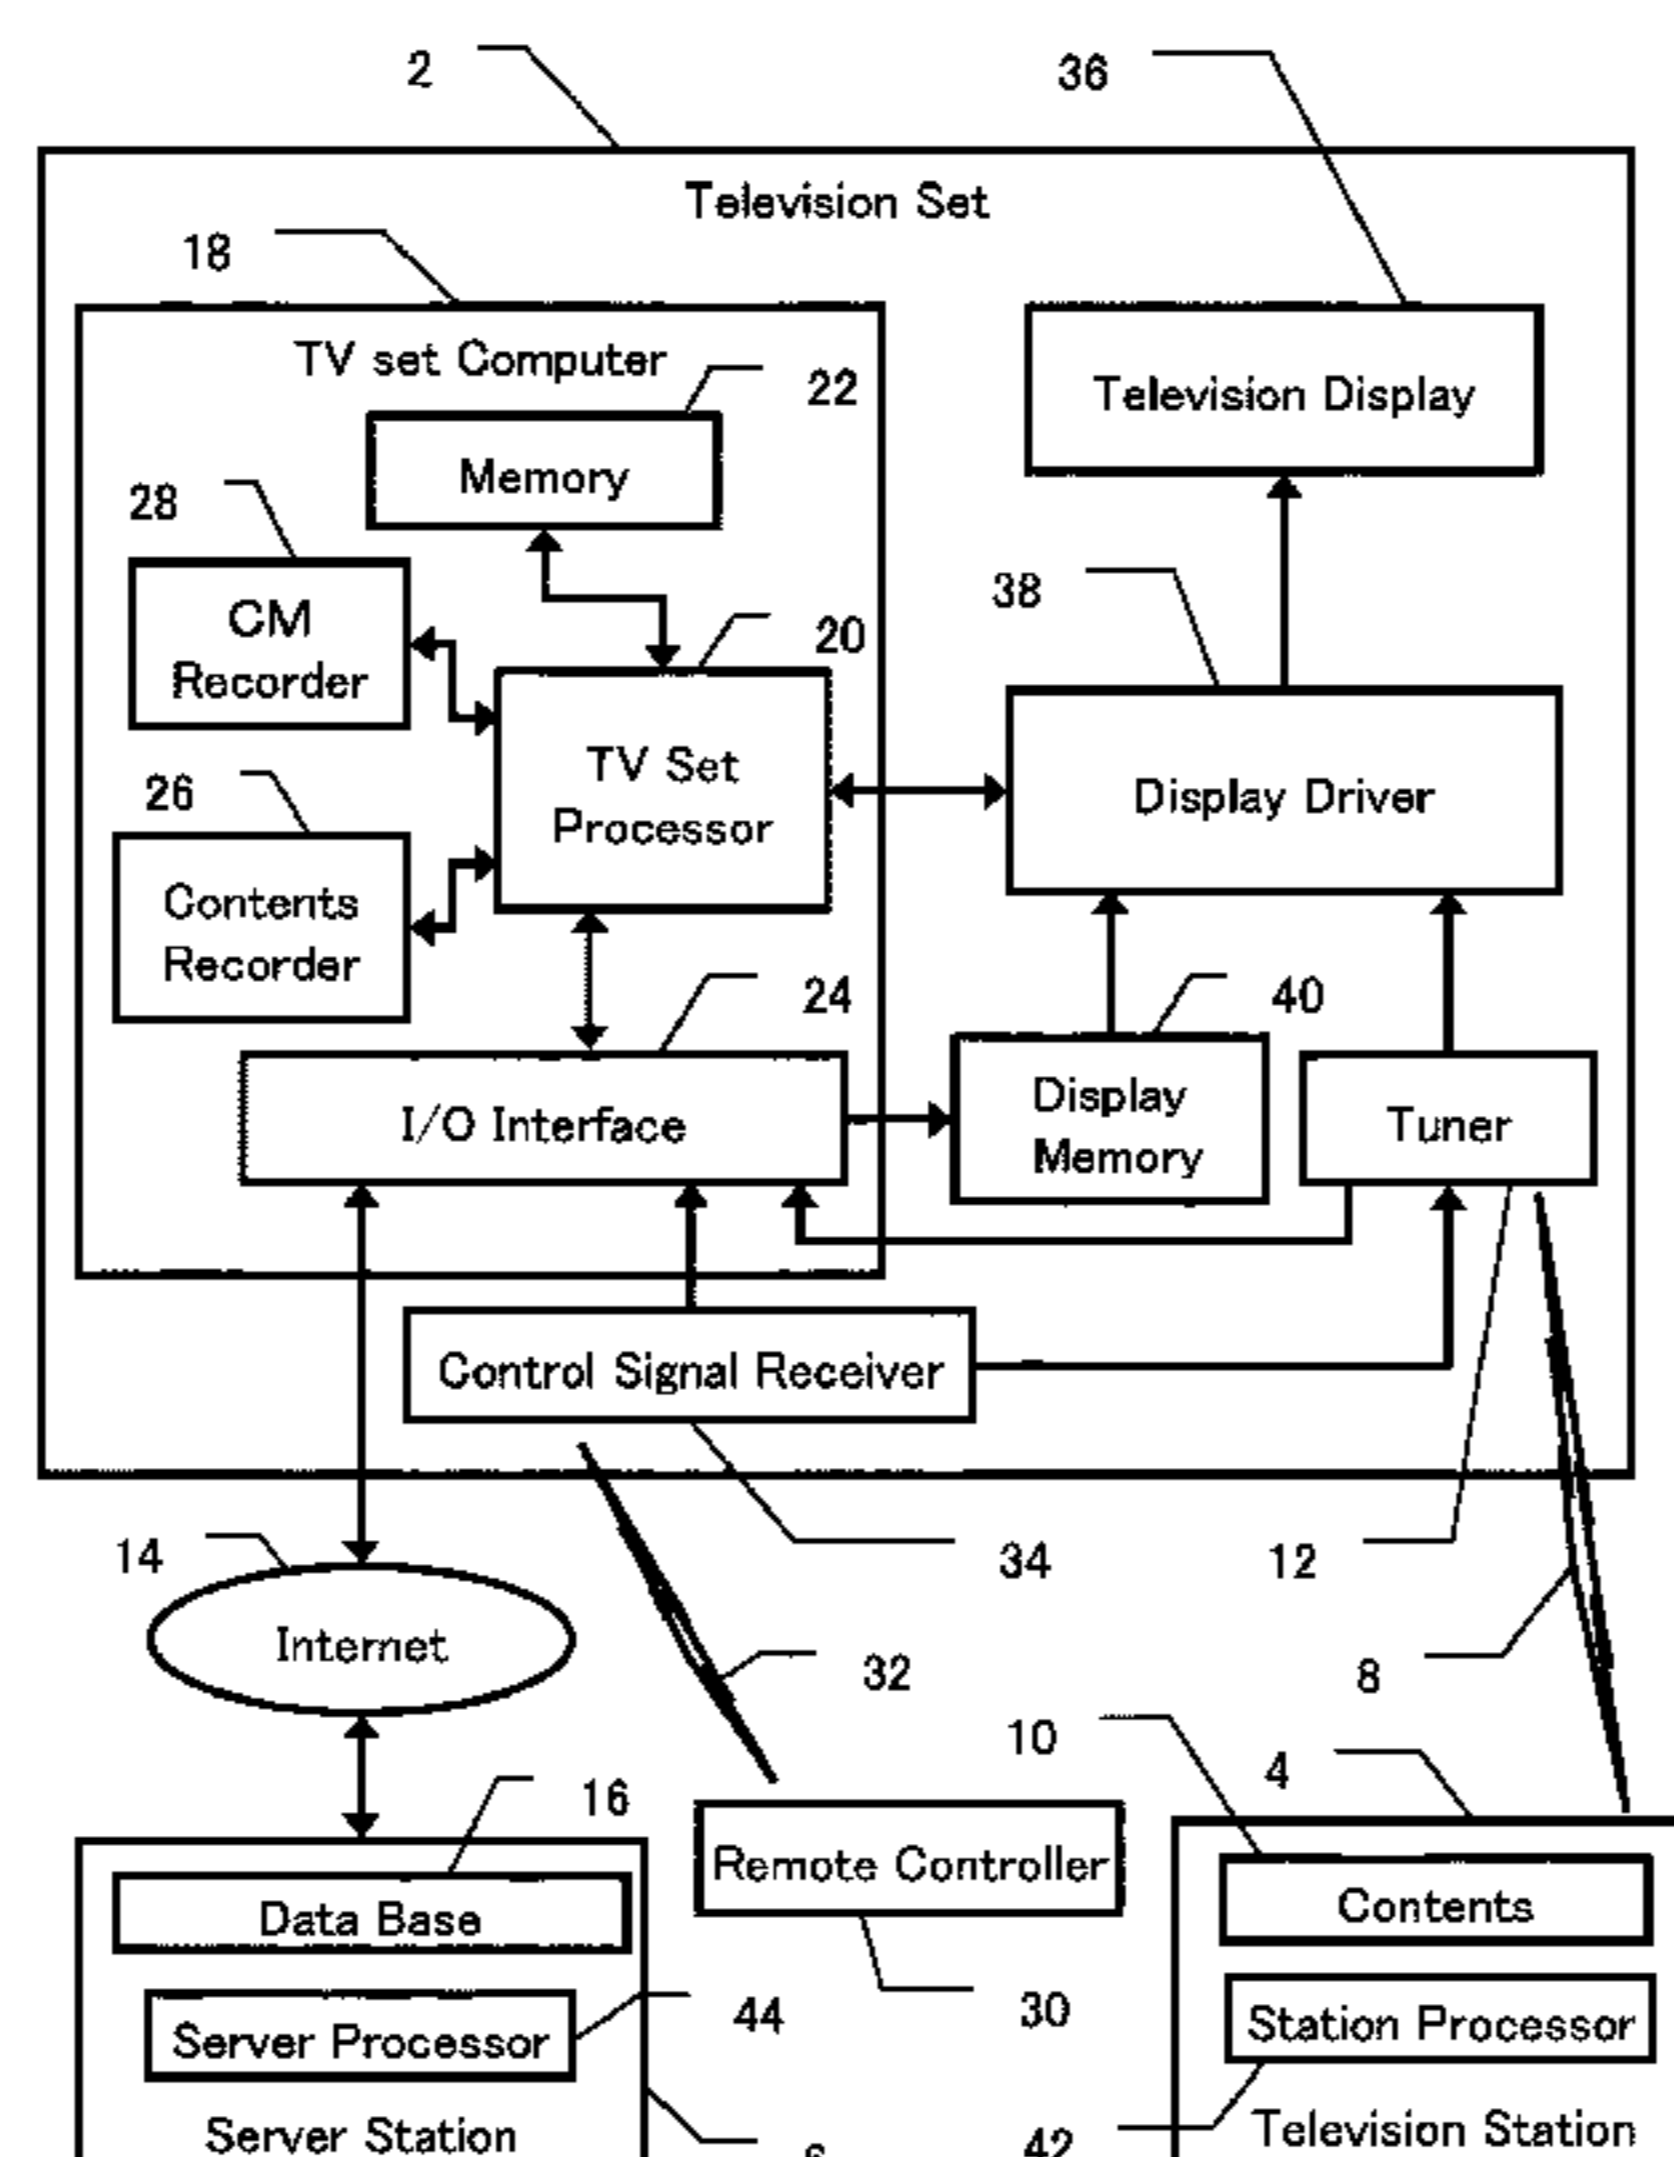 2
36
Television Set
18
TV set Computer
22
Television Display
Memory
28
38
CM
Recorder
20
TV Set
Processor
Display Driver
26
Contents
Recorder
24
40
I/O Interface
Display
Memory
Tuner
Control Signal Receiver
14
34
12
Internet
32
8
10
4
16
Remote Controller
Data Base
Contents
44
30
Server Processor
Station Processor
Server Station
42
Television Station